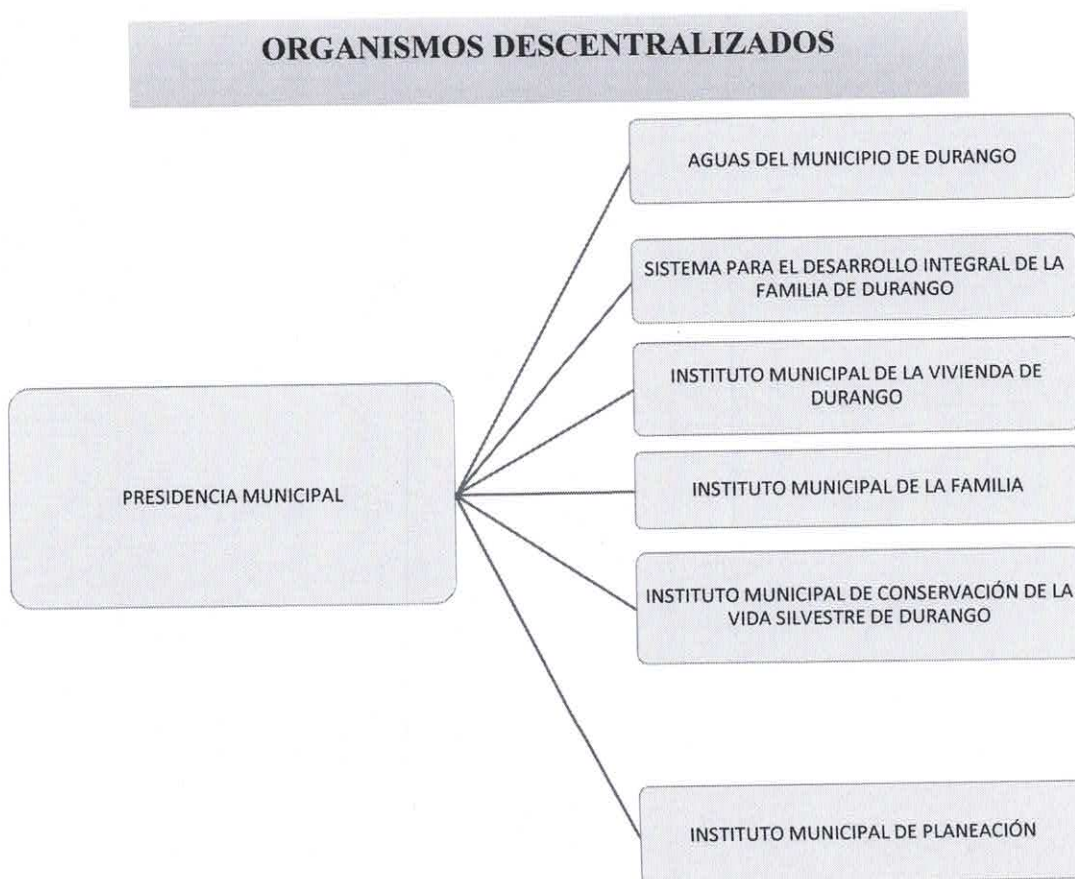 ORGANISMOS DESCENTRALIZADOS
PRESIDENCIA MUNICIPAL
AGUAS DEL MUNICIPIO DE DURANGO
SISTEMA PARA EL DESARROLLO INTEGRAL DE LA
FAMILIA DE DURANGO
INSTITUTO MUNICIPAL DE LA VIVIENDA DE
DURANGO
INSTITUTO MUNICIPAL DE LA FAMILIA
INSTITUTO MUNICIPAL DE CONSERVACIÓN DE LA
VIDA SILVESTRE DE DURANGO
INSTITUTO MUNICIPAL DE PLANEACIÓN